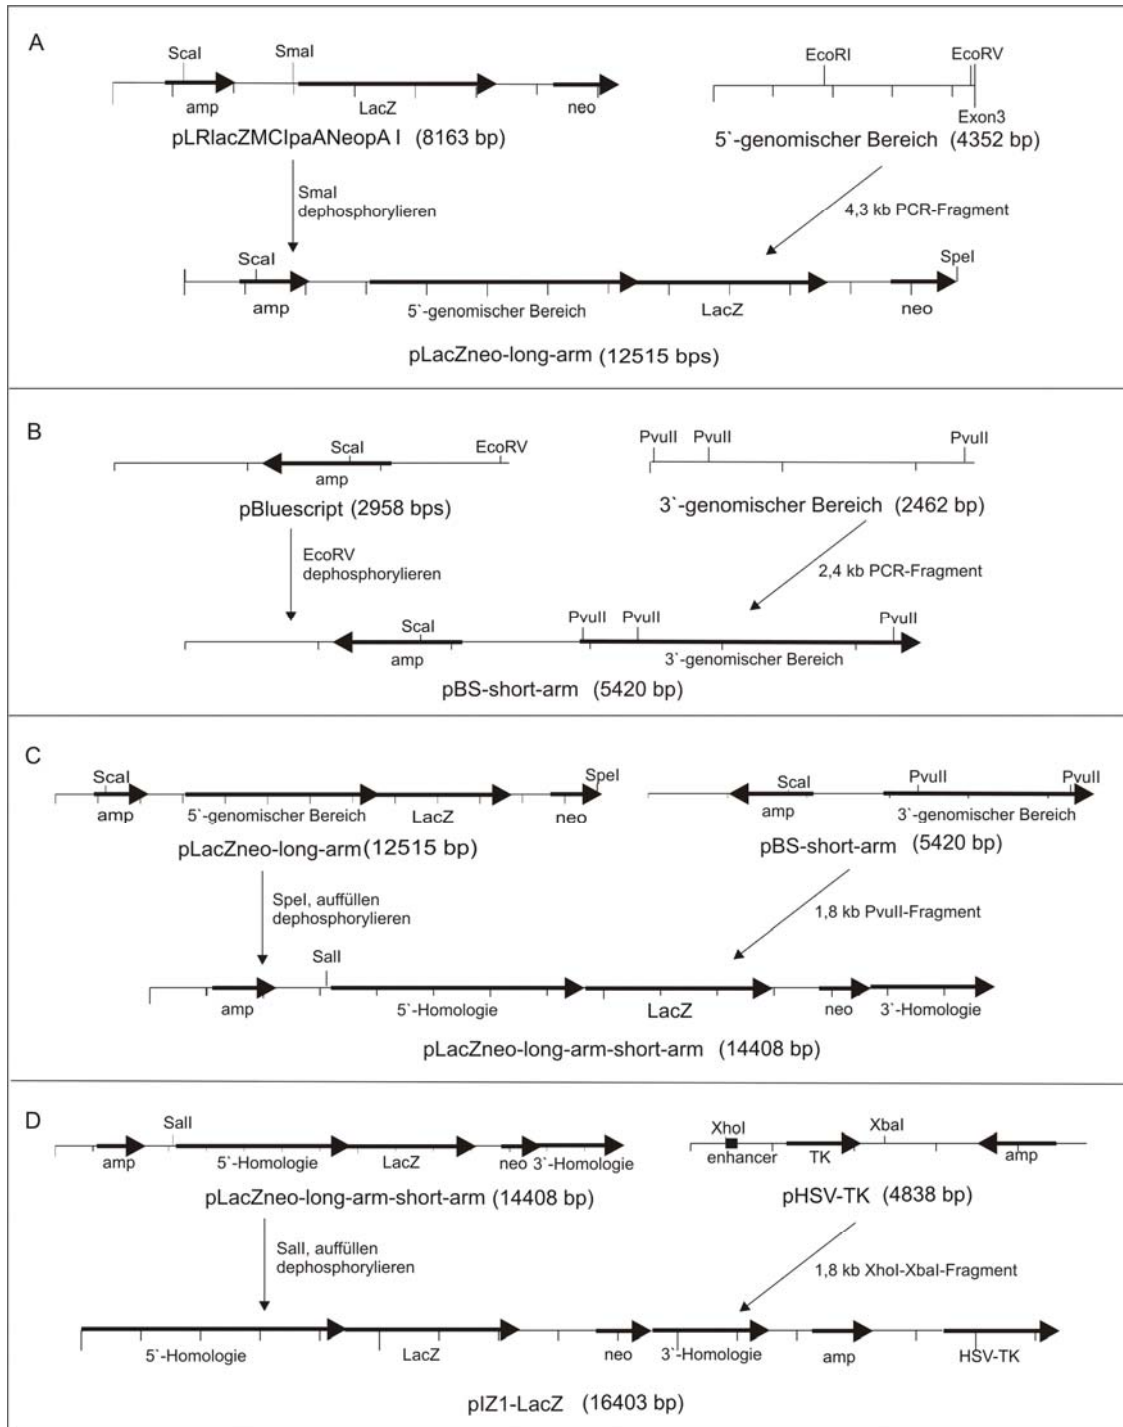 A
ScaI
SmaI
amp
LacZ
neo
pLRlacZMCIpaANeopA I (8163 bp)
EcoRI
EcoRV
Exon3
5`-genomischer Bereich (4352 bp)
SmaI
dephosphorylieren
4,3 kb PCR-Fragment
ScaI
SpeI
amp
5`-genomischer Bereich
LacZ
neo
pLacZneo-long-arm (12515 bps)
B
ScaI
EcoRV
amp
pBluescript (2958 bps)
PvuII
PvuII
PvuII
3`-genomischer Bereich (2462 bp)
EcoRV
dephosphorylieren
2,4 kb PCR-Fragment
ScaI
PvuII
PvuII
PvuII
amp
3`-genomischer Bereich
pBS-short-arm (5420 bp)
C
ScaI
SpeI
amp
5`-genomischer Bereich
LacZ
neo
pLacZneo-long-arm (12515 bp)
ScaI
PvuII
PvuII
amp
3`-genomischer Bereich
pBS-short-arm (5420 bp)
SpeI, auffüllen
dephosphorylieren
1,8 kb PvuII-Fragment
SalI
amp
5`-Homologie
LacZ
neo
3`-Homologie
pLacZneo-long-arm-short-arm (14408 bp)
D
SalI
amp
5`-Homologie
LacZ
neo
3`-Homologie
pLacZneo-long-arm-short-arm (14408 bp)
XhoI
XbaI
enhancer
TK
amp
pHSV-TK (4838 bp)
SalI, auffüllen
dephosphorylieren
1,8 kb XhoI-XbaI-Fragment
5`-Homologie
LacZ
neo
3`-Homologie
amp
HSV-TK
pIZ1-LacZ (16403 bp)